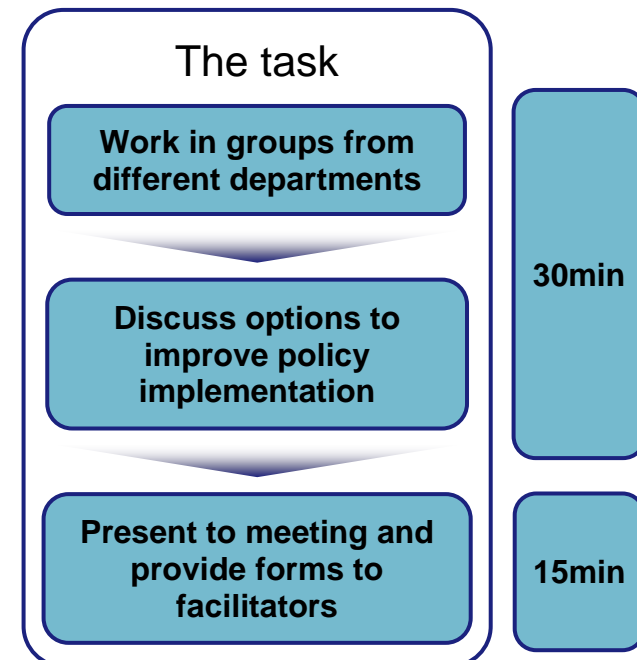 The task
Work in groups from
different departments
30min
Discuss options to
improve policy
implementation
Present to meeting and
provide forms to
facilitators
15min